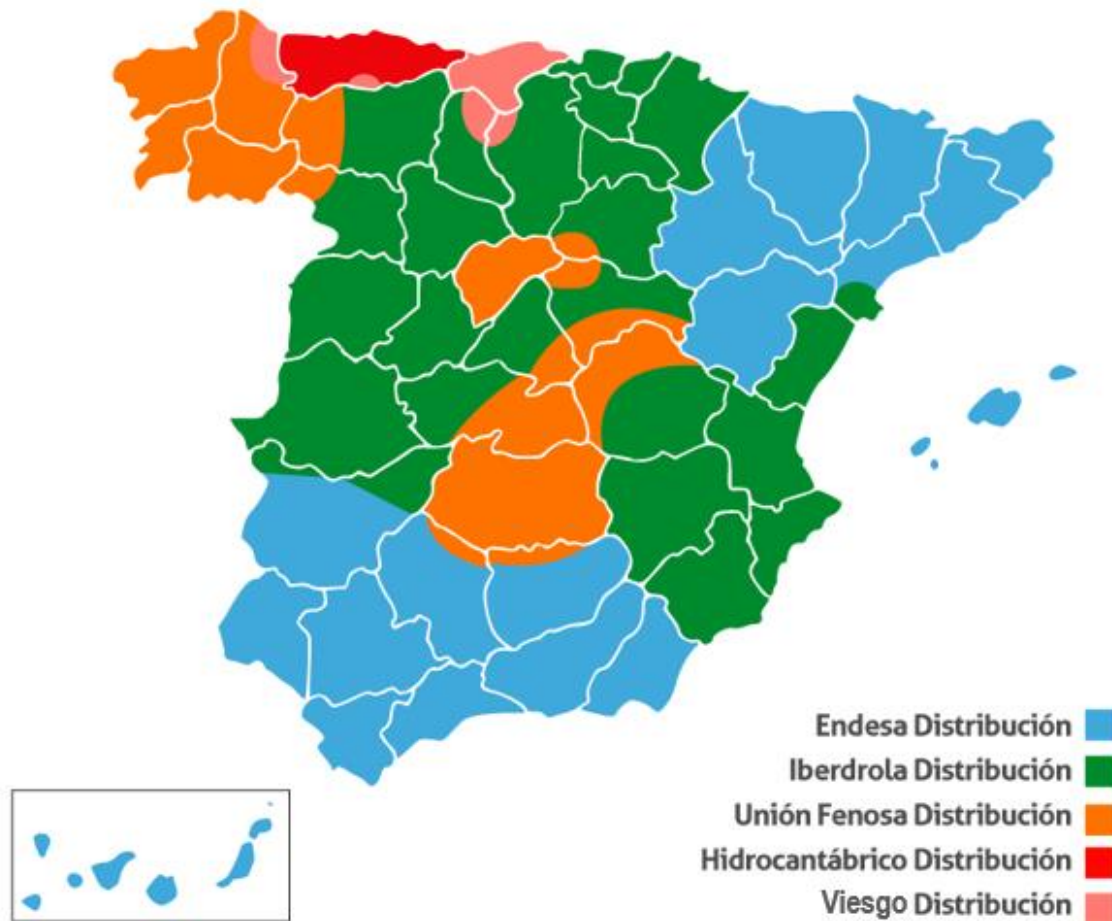 Endesa Distribución
Iberdrola Distribución
Unión Fenosa Distribución
Hidrocantábrico Distribución
Viesgo Distribución